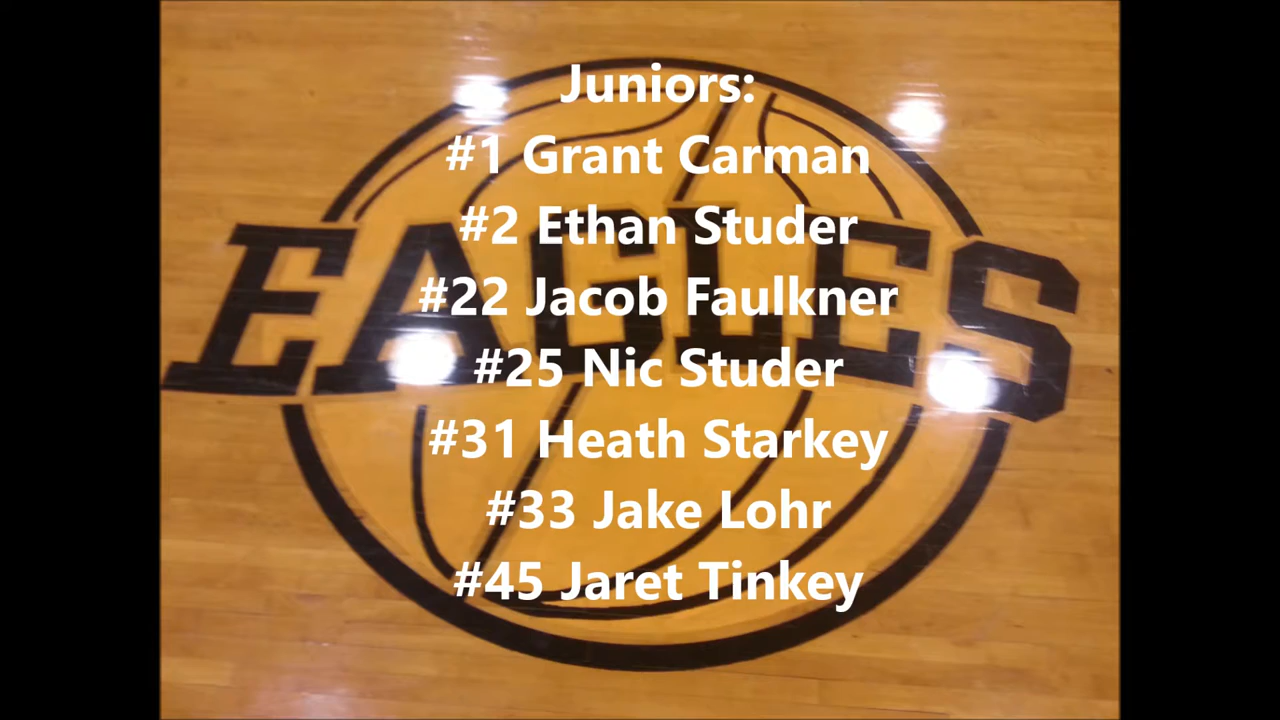 Juniors:
#1 Grant Carman
#2 Ethan Studer
#22 Jacob Faulkner
EAGLES
#25 Nic Studer
#31 Heath Starkey
#33 Jake Lohr
#45 Jaret Tinkey